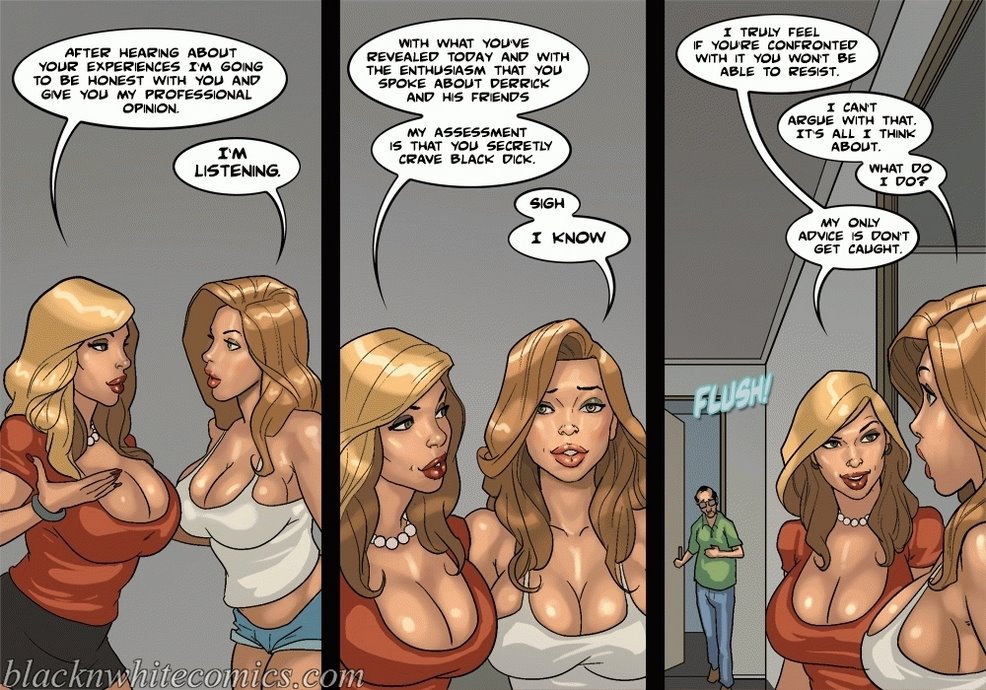 AFTER HEARING ABOUT
YOUR EXPERIENCES I'M GOING
TO BE HONEST WITH YOU AND
GIVE YOU MY PROFESSIONAL
OPINION.
I'M
LISTENING.
WITH WHAT YOU'VE
REVEALED TODAY AND WITH
THE ENTHUSIASM THAT YOU
SPOKE ABOUT DERRICK
AND HIS FRIENDS
MY ASSESSMENT
IS THAT YOU SECRETLY
CRAVE BLACK DICK.
SIGH
I KNOW
I TRULY FEEL
IF YOU'RE CONFRONTED
WITH IT YOU WON'T BE
ABLE TO RESIST.
I CAN'T
ARGUE WITH THAT.
IT'S ALL I THINK
ABOUT.
WHAT DO
I DO?
MY ONLY
ADVICE IS DON'T
GET CAUGHT.
FLUSH!
blacknwhitecomics.com